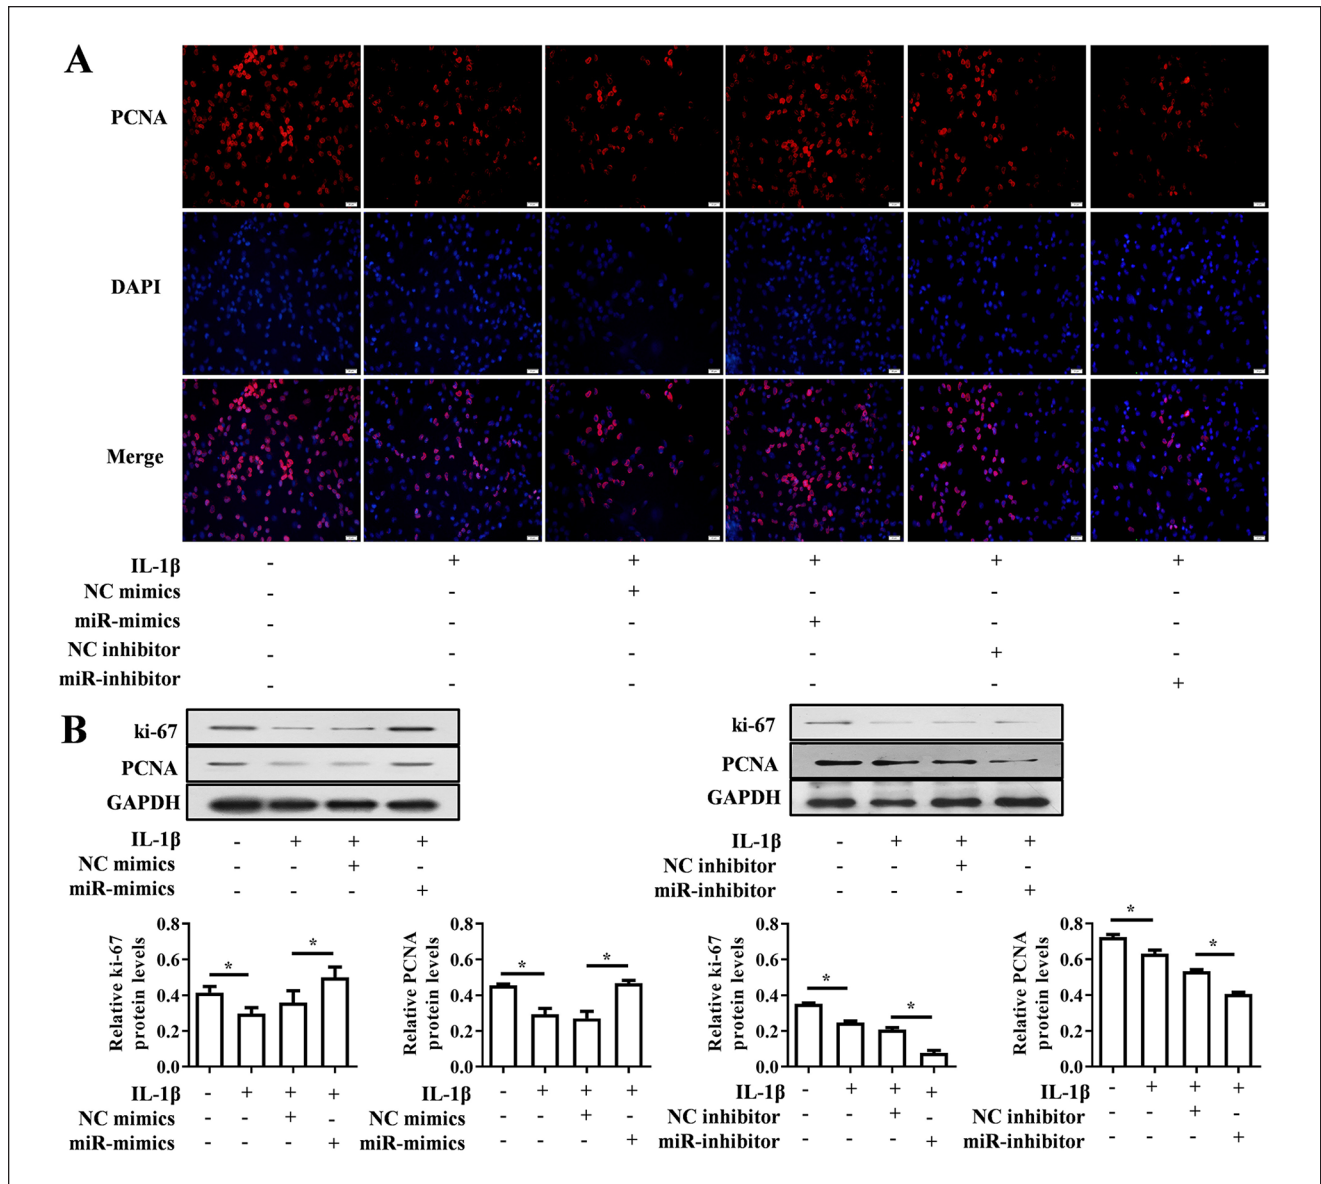 A
PCNA
DAPI
Merge
IL-1β - + + + + +
NC mimics - - + - - -
miR-mimics - - - + - -
NC inhibitor - - - - + -
miR-inhibitor - - - - - +
B
ki-67
PCNA
GAPDH
IL-1β - + + +
NC mimics - - + -
miR-mimics - - - +
ki-67
PCNA
GAPDH
IL-1β - + + +
NC inhibitor - - + -
miR-inhibitor - - - +
Relative ki-67
protein levels
0.8
0.6
0.4
0.2
0.0
* *
IL-1β - + + +
NC mimics - - + -
miR-mimics - - - +
Relative PCNA
protein levels
0.8
0.6
0.4
0.2
0.0
* *
IL-1β - + + +
NC mimics - - + -
miR-mimics - - - +
Relative ki-67
protein levels
0.8
0.6
0.4
0.2
0.0
* *
IL-1β - + + +
NC inhibitor - - + -
miR-inhibitor - - - +
Relative PCNA
protein levels
0.8
0.6
0.4
0.2
0.0
* *
IL-1β - + + +
NC inhibitor - - + -
miR-inhibitor - - - +